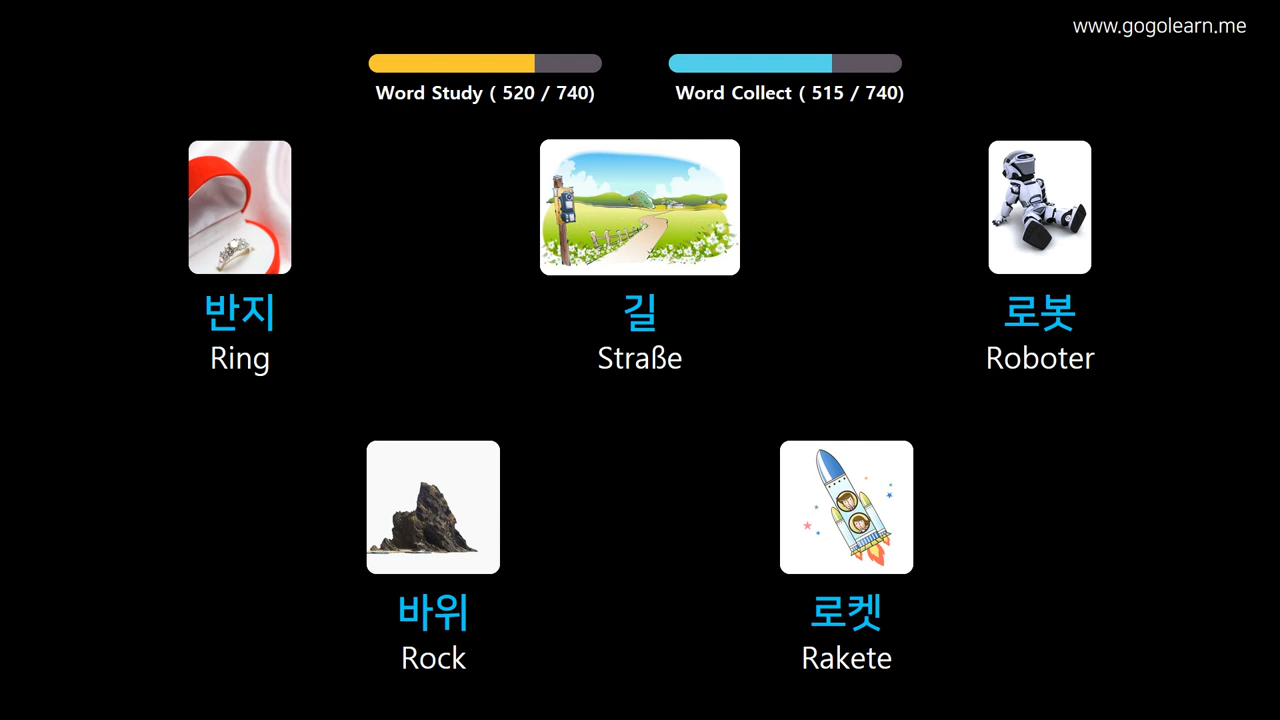 www.gogolearn.me
Word Study ( 520 / 740)
Word Collect ( 515 / 740)
반지
Ring
길
Straße
로봇
Roboter
바위
Rock
로켓
Rakete